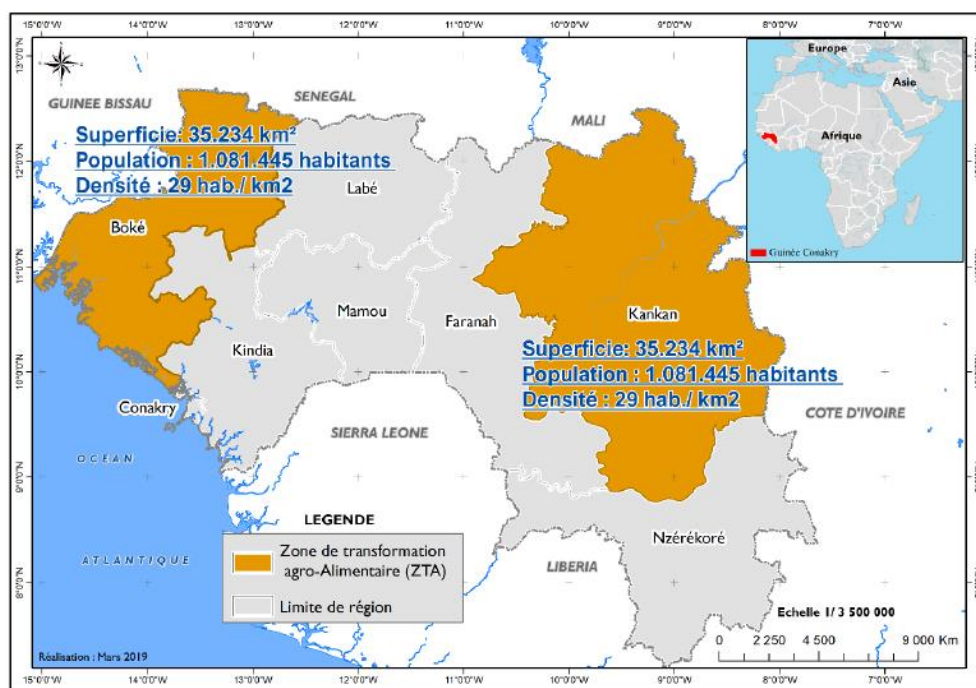 15°0'0"W 14°0'0"W 13°0'0"W 12°0'0"W 11°0'0"W 10°0'0"W 9°0'0"W 8°0'0"W 7°0'0"W
13°0'0"N
12°0'0"N
11°0'0"N
10°0'0"N
9°0'0"N
8°0'0"N
GUINEE BISSAU
SENEGAL
MALI
Superficie: 35.234 km²
Population : 1.081.445 habitants
Densité : 29 hab./ km2
Labé
Boké
Mamou
Faranah
Kankan
Kindia
Superficie: 35.234 km²
Population : 1.081.445 habitants
Densité : 29 hab./ km2
Conakry
SIERRA LEONE
COTE D'IVOIRE
OCEAN
ATLANTIQUE
LIBERIA
Nzérékoré
Europe
Asie
Afrique
Guinée Conakry
LEGENDE
Zone de transformation
agro-Alimentaire (ZTA)
Limite de région
Echelle 1/ 3 500 000
0 2 250 4 500 9 000 Km
Réalisation : Mars 2019
15°0'0"W 14°0'0"W 13°0'0"W 12°0'0"W 11°0'0"W 10°0'0"W 9°0'0"W 8°0'0"W 7°0'0"W